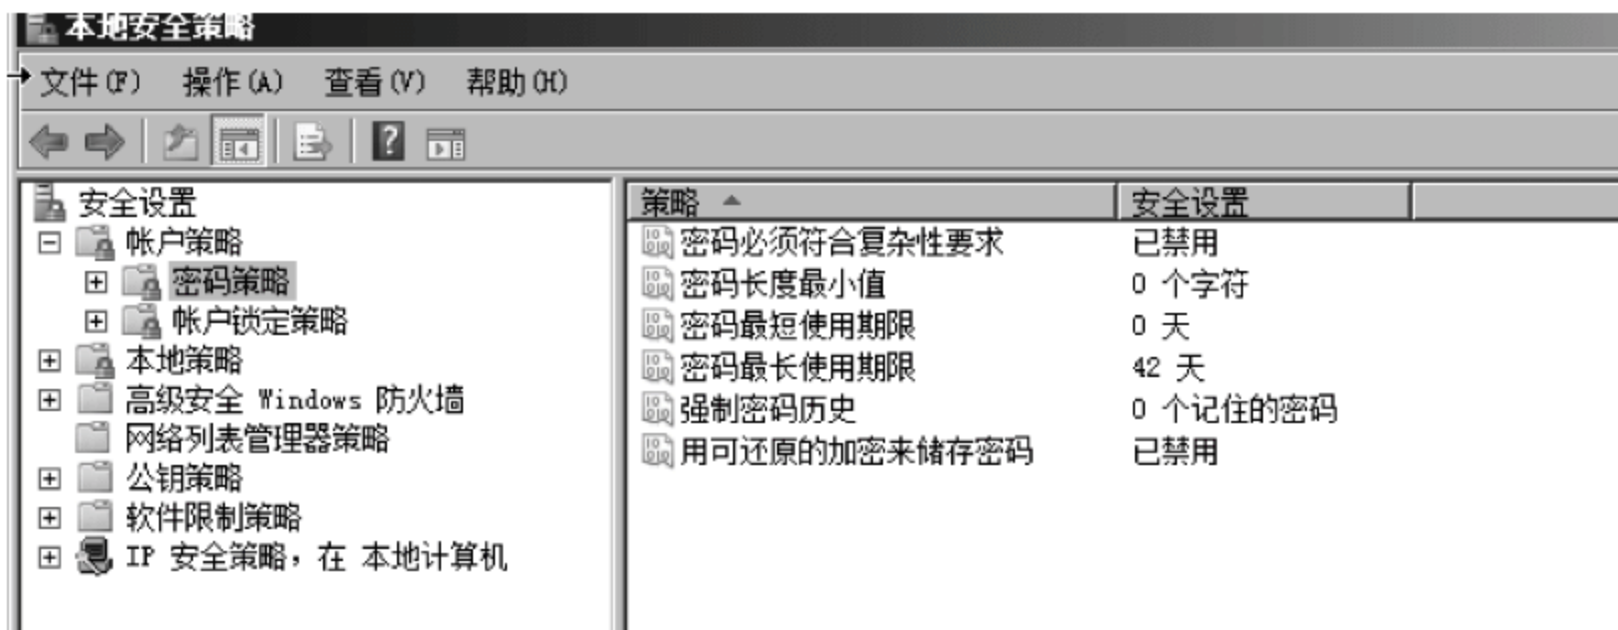 本地安全策略
文件(F) 操作(A) 查看(V) 帮助(H)
安全设置
帐户策略
密码策略
帐户锁定策略
本地策略
高级安全 Windows 防火墙
网络列表管理器策略
公钥策略
软件限制策略
IP 安全策略，在 本地计算机
策略 安全设置
密码必须符合复杂性要求 已禁用
密码长度最小值 0 个字符
密码最短使用期限 0 天
密码最长使用期限 42 天
强制密码历史 0 个记住的密码
用可还原的加密来储存密码 已禁用